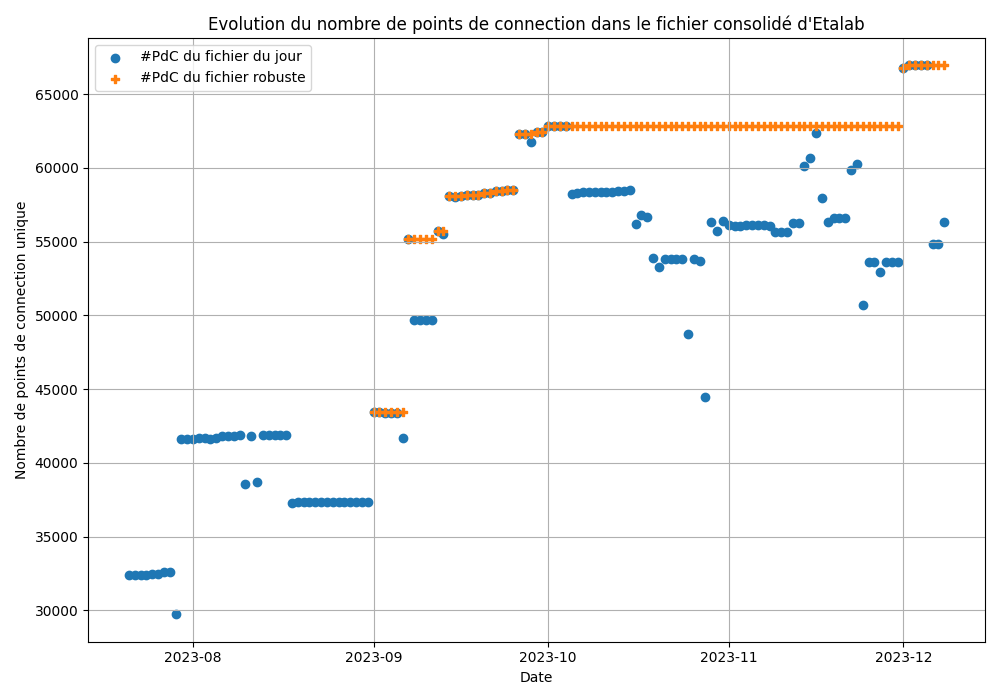 Evolution du nombre de points de connection dans le fichier consolidé d'Etalab
#PdC du fichier du jour
#PdC du fichier robuste
65000
60000
55000
50000
45000
40000
35000
30000
Nombre de points de connection unique
2023-08
2023-09
2023-10
2023-11
2023-12
Date